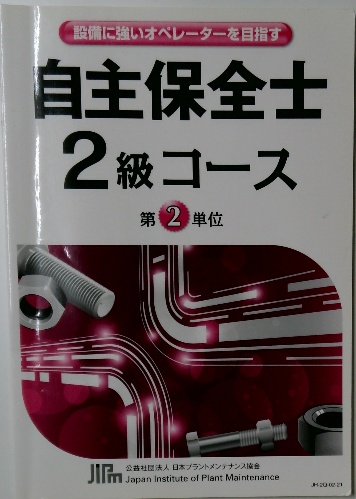 設備に強いオペレーターを目指す
自主保全士
2級コース
第2単位
JIPM
公益社団法人 日本プラントメンテナンス協会
Japan Institute of Plant Maintenance